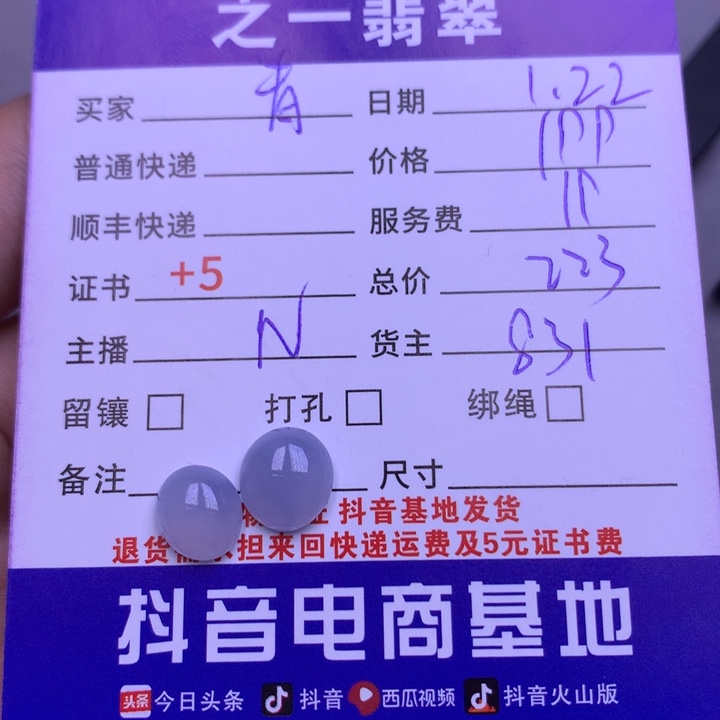 之一翡翠
买家 青 日期 1.22
普通快递 价格
顺丰快递 服务费
证书 +5 总价 223
主播 N 货主 831
留镶 打孔 绑绳
备注 尺寸
抖音基地发货
退货 担来回快递运费及5元证书费
抖音电商基地
头条 今日头条 抖音 西瓜视频 抖音火山版